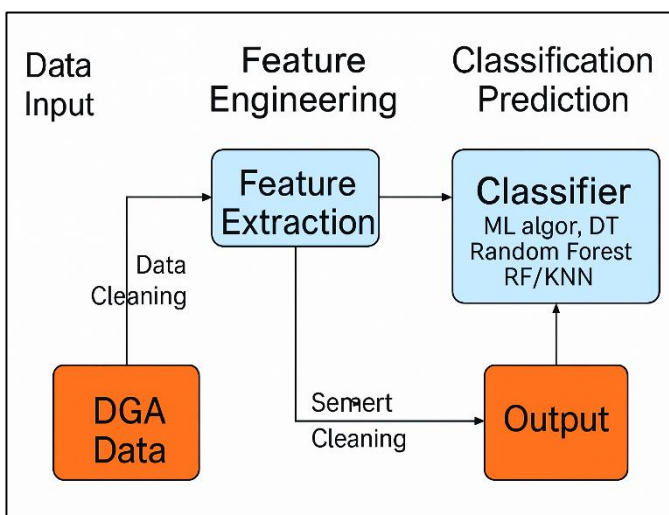 Data
Input
Feature
Engineering
Classification
Prediction
Feature
Extraction
Classifier
ML algor, DT
Random Forest
RF/KNN
Data
Cleaning
DGA
Data
Semert
Cleaning
Output